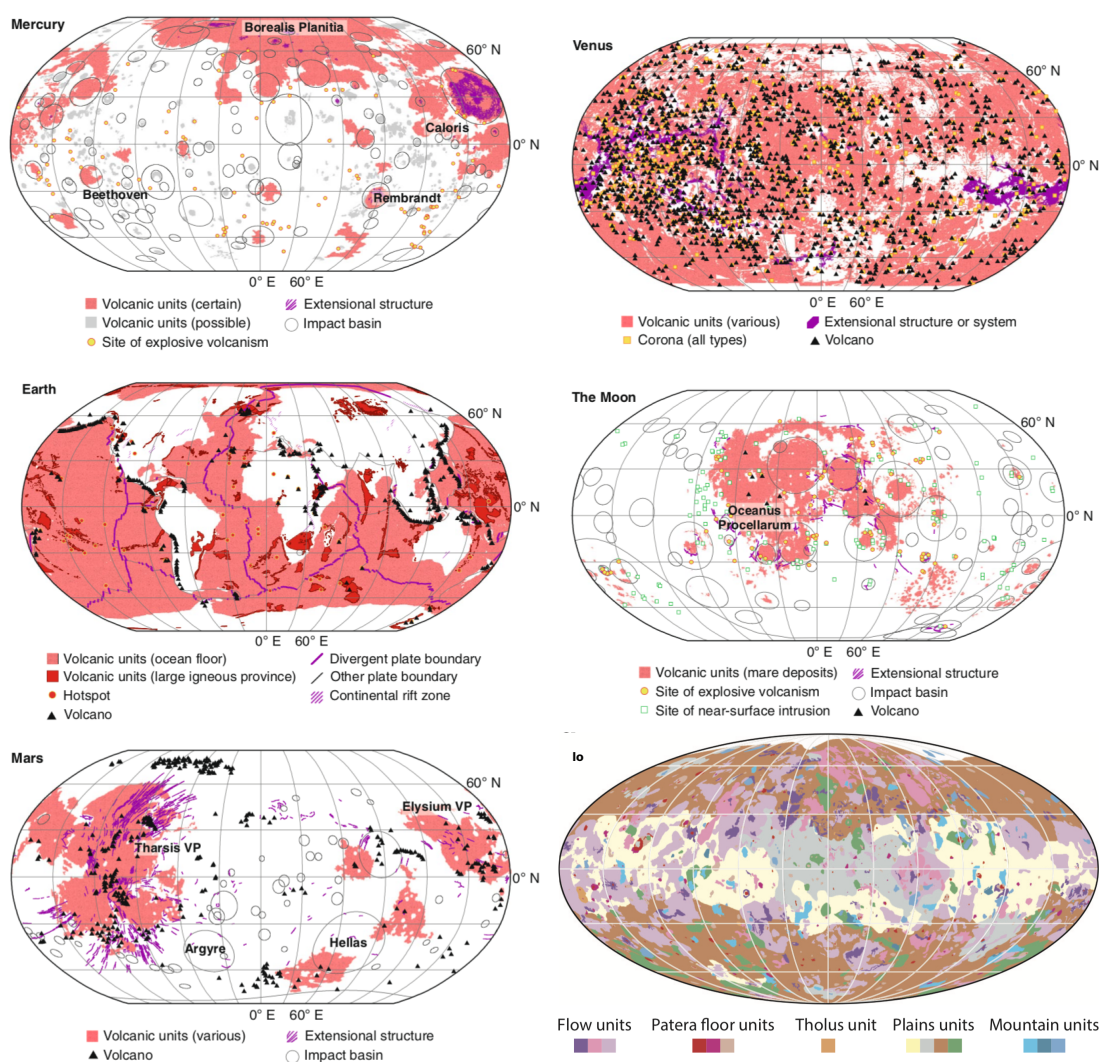 Mercury
Borealis Planitia
60° N
Caloris
0° N
Beethoven
Rembrandt
0° E 60° E
Volcanic units (certain)
Extensional structure
Volcanic units (possible)
Impact basin
Site of explosive volcanism
Venus
60° N
0° N
0° E 60° E
Volcanic units (various)
Extensional structure or system
Corona (all types)
Volcano
Earth
60° N
0° N
0° E 60° E
Volcanic units (ocean floor)
Divergent plate boundary
Volcanic units (large igneous province)
Other plate boundary
Hotspot
Continental rift zone
Volcano
The Moon
60° N
Oceanus
Procellarum
0° N
0° E 60° E
Volcanic units (mare deposits)
Extensional structure
Site of explosive volcanism
Impact basin
Site of near-surface intrusion
Volcano
Mars
60° N
Elysium VP
Tharsis VP
0° N
Argyre
Hellas
0° E 60° E
Volcanic units (various)
Extensional structure
Volcano
Impact basin
Io
Flow units Patera floor units Tholus unit Plains units Mountain units